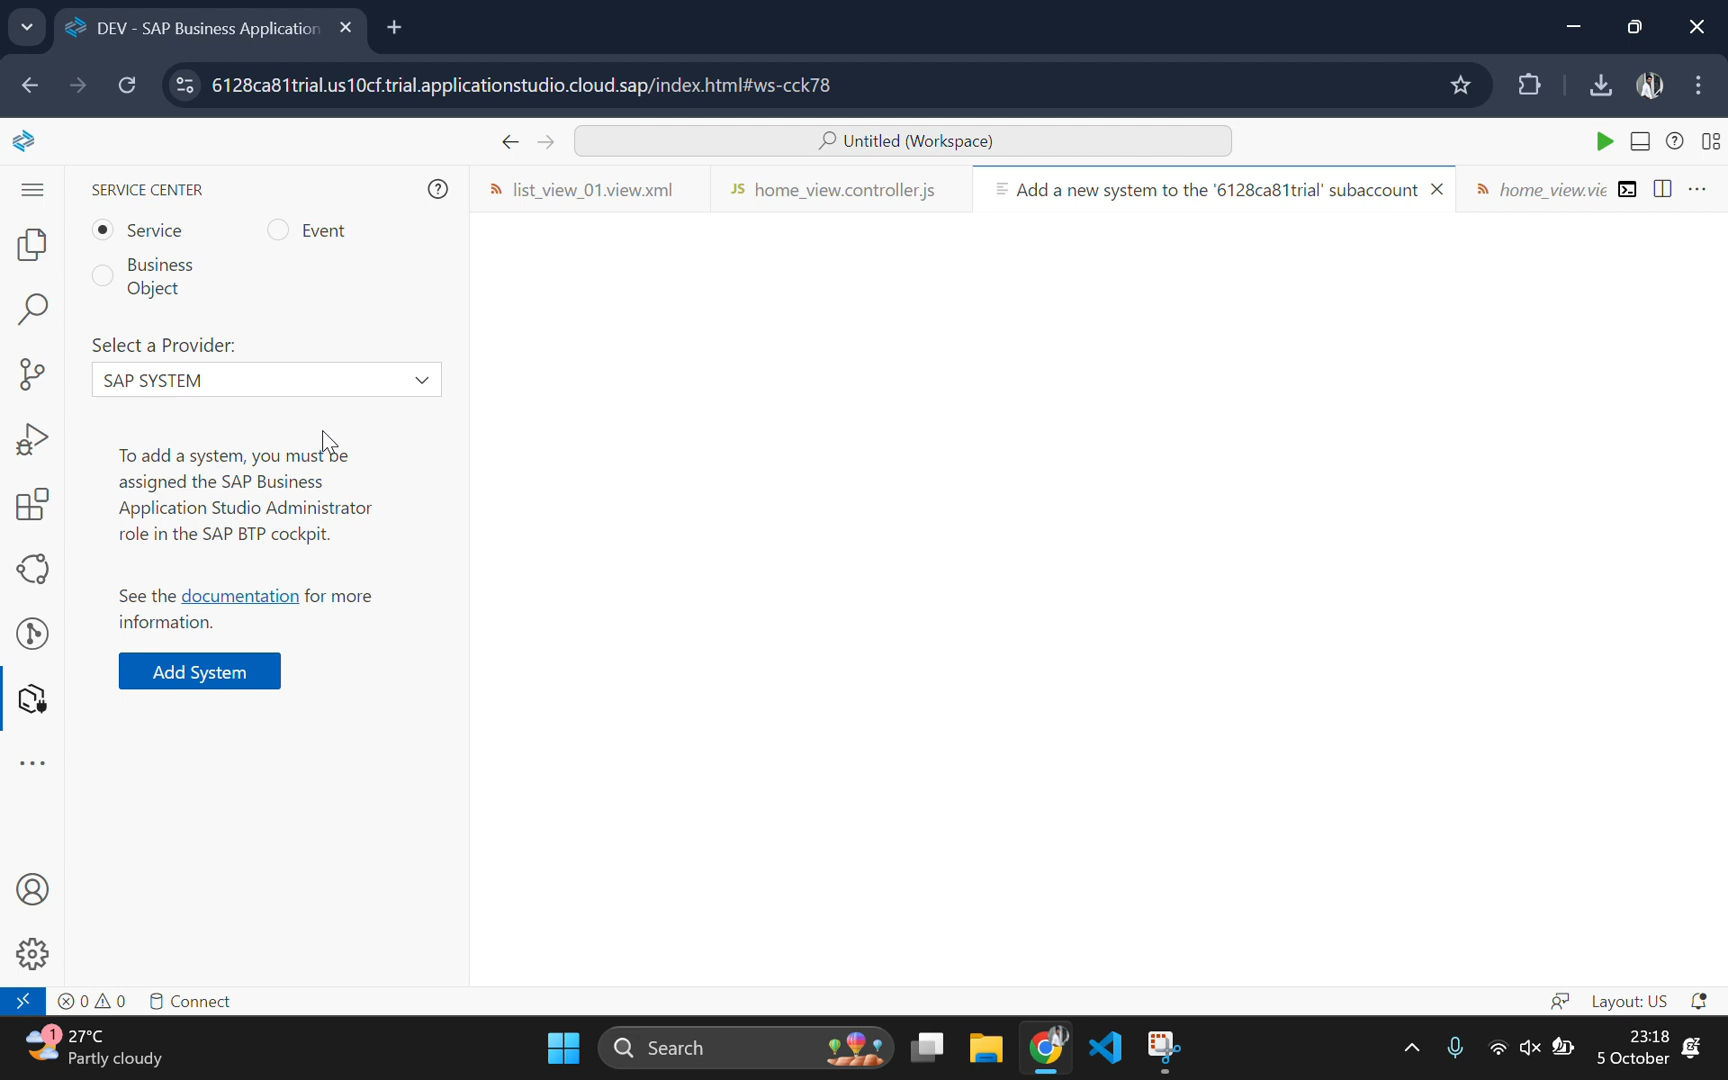 DEV - SAP Business Application
6128ca81trial.us10cf.trial.applicationstudio.cloud.sap/index.html#ws-cck78
Untitled (Workspace)
SERVICE CENTER
list_view_01.view.xml
JS home_view.controller.js
Add a new system to the '6128ca81trial' subaccount
home_view.vie
Service
Event
Business
Object
Select a Provider:
SAP SYSTEM
To add a system, you must be
assigned the SAP Business
Application Studio Administrator
role in the SAP BTP cockpit.
See the documentation for more
information.
Add System
0 0 Connect
Layout: US
1
27°C
Partly cloudy
Search
23:18
5 October